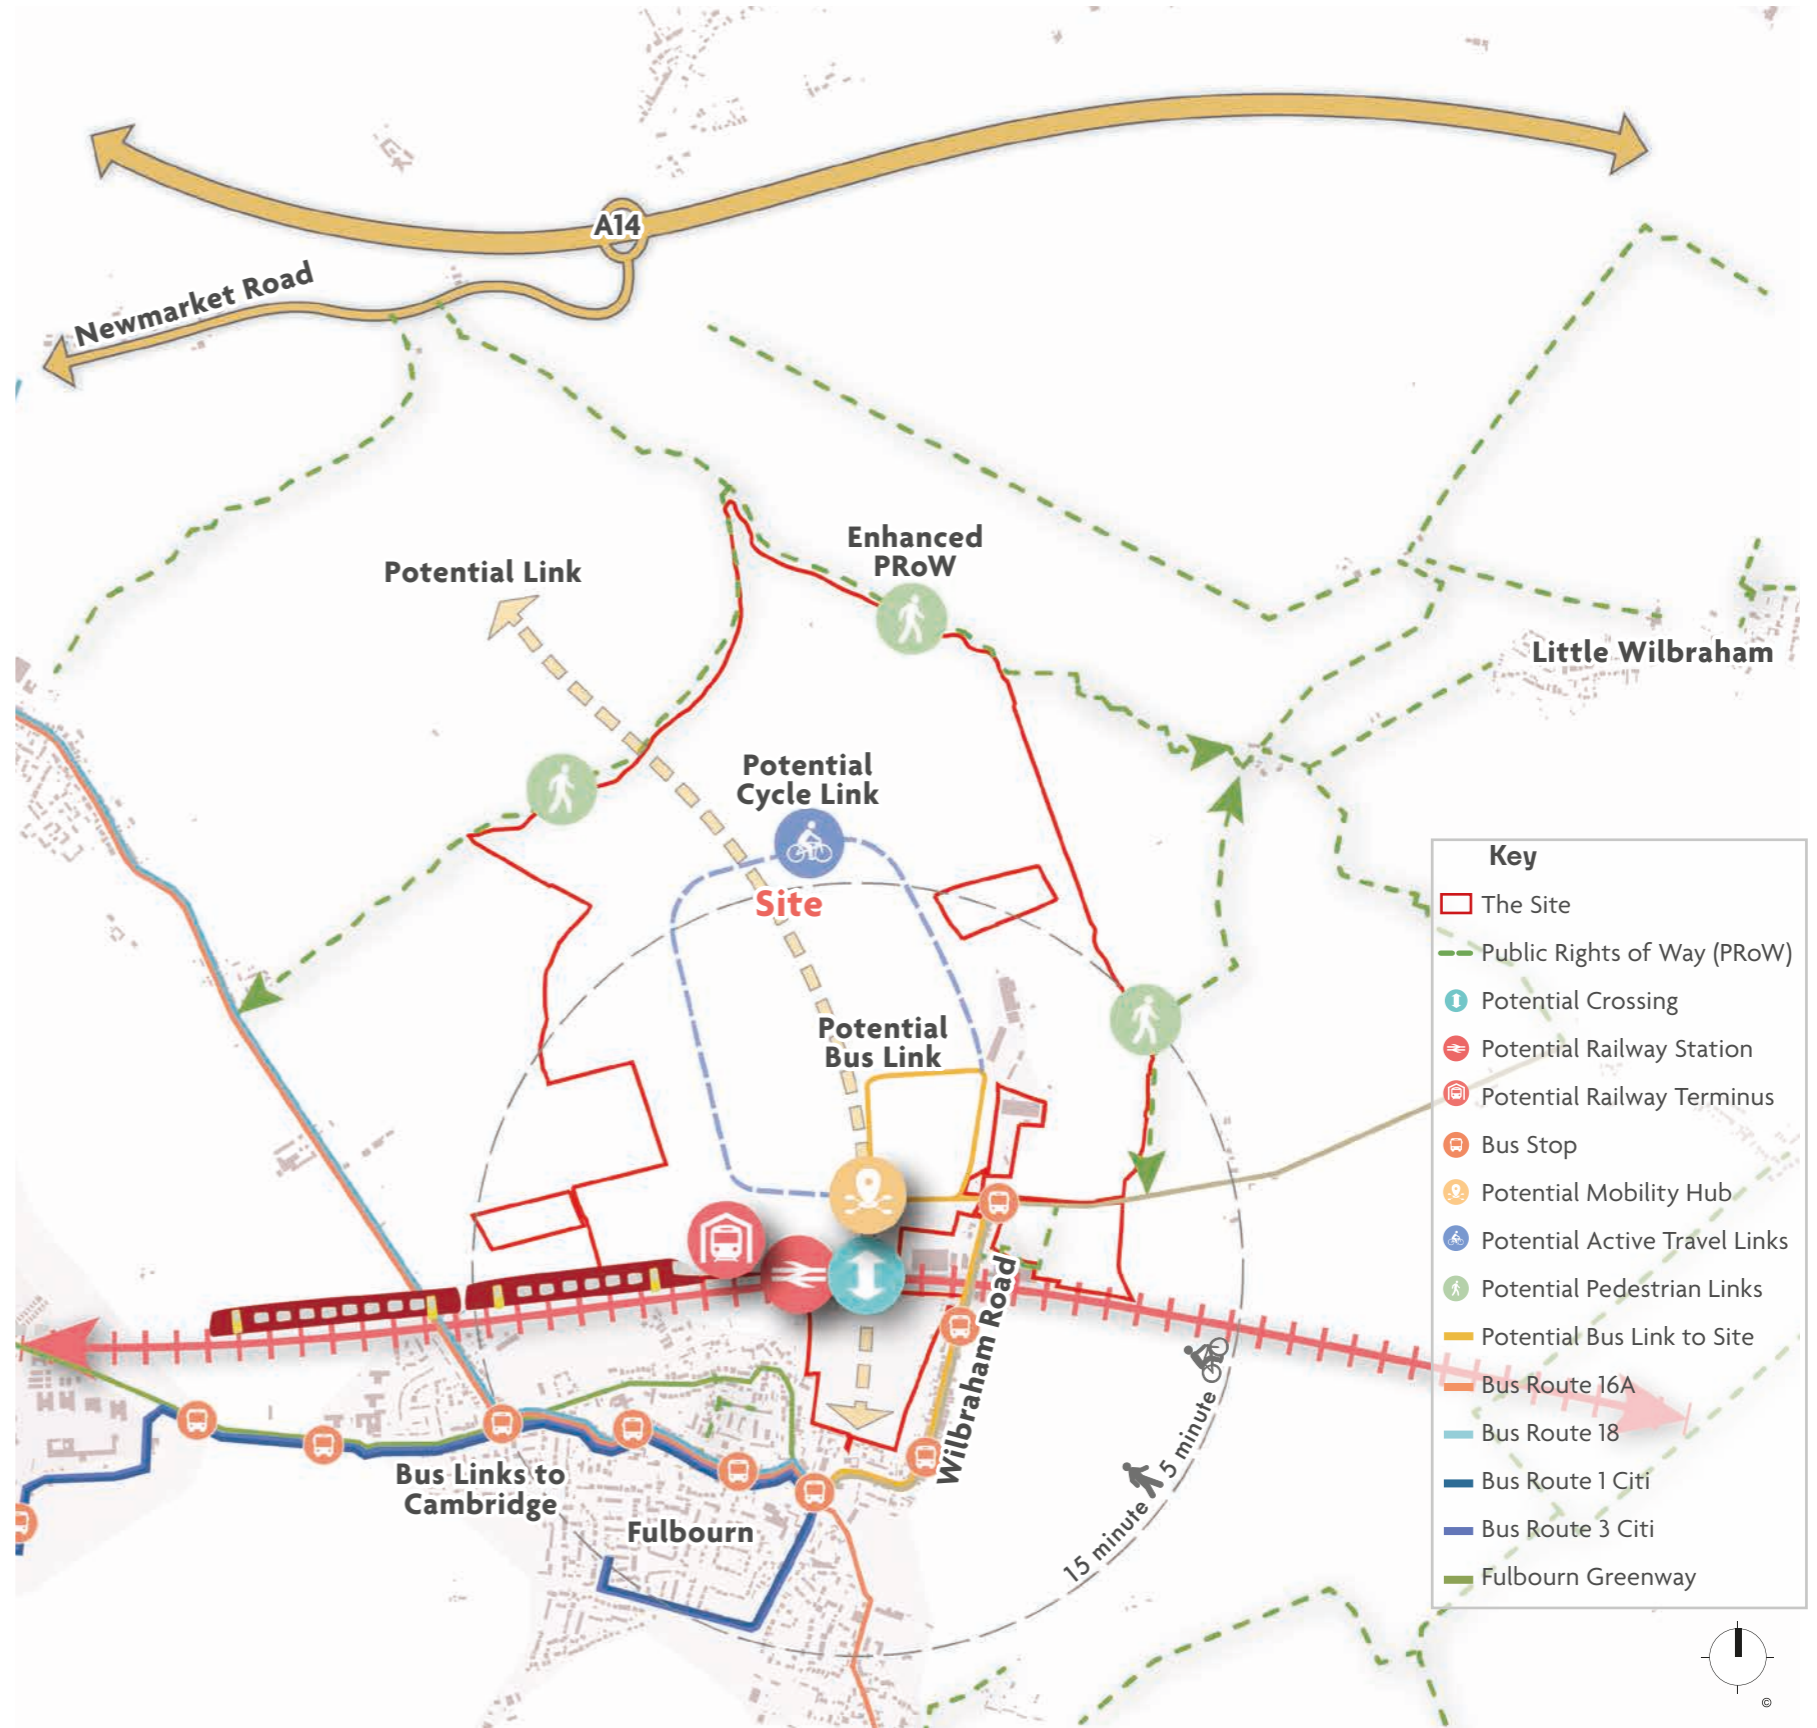 A14
Newmarket Road
Enhanced
PRoW
Potential Link
Little Wilbraham
Potential
Cycle Link
Site
Potential
Bus Link
Wilbraham Road
Bus Links to
Cambridge
Fulbourn
15 minute
5 minute
Key
The Site
Public Rights of Way (PRoW)
Potential Crossing
Potential Railway Station
Potential Railway Terminus
Bus Stop
Potential Mobility Hub
Potential Active Travel Links
Potential Pedestrian Links
Potential Bus Link to Site
Bus Route 16A
Bus Route 18
Bus Route 1 Citi
Bus Route 3 Citi
Fulbourn Greenway
©